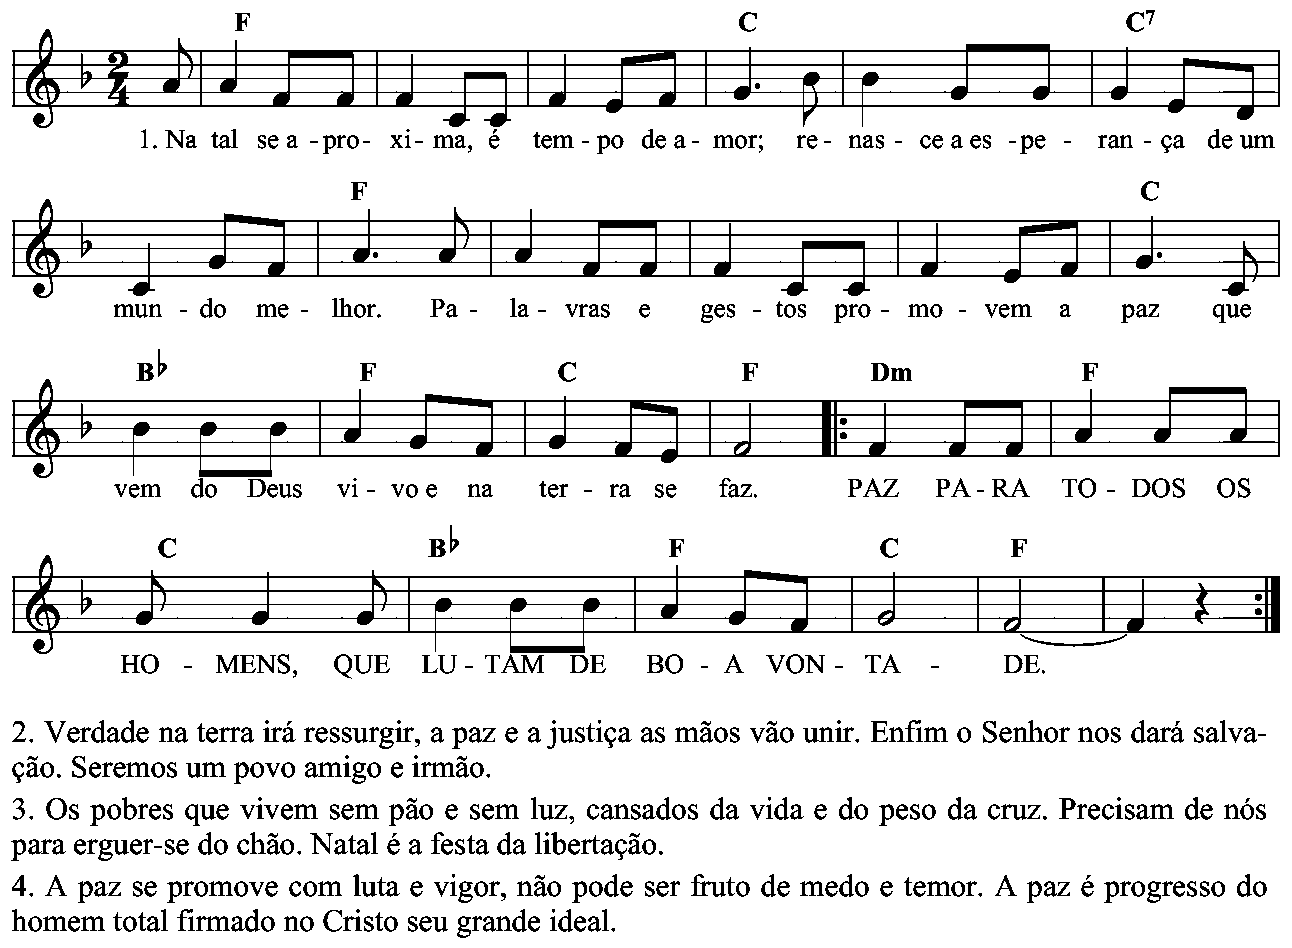 F C C7
2 4
1. Na tal se a - pro- xi - ma, é tem - po de a - mor; re - nas - ce a es - pe - ran - ça de um
F C
mun - do me - lhor. Pa - la - vras e ges - tos pro - mo - vem a paz que
B♭ F C F Dm F
vem do Deus vi - vo e na ter - ra se faz. PAZ PA - RA TO - DOS OS
C B♭ F C F
HO - MENS, QUE LU - TAM DE BO - A VON - TA - DE.
2. Verdade na terra irá ressurgir, a paz e a justiça as mãos vão unir. Enfim o Senhor nos dará salva-
ção. Seremos um povo amigo e irmão.
3. Os pobres que vivem sem pão e sem luz, cansados da vida e do peso da cruz. Precisam de nós
para erguer-se do chão. Natal é a festa da libertação.
4. A paz se promove com luta e vigor, não pode ser fruto de medo e temor. A paz é progresso do
homem total firmado no Cristo seu grande ideal.